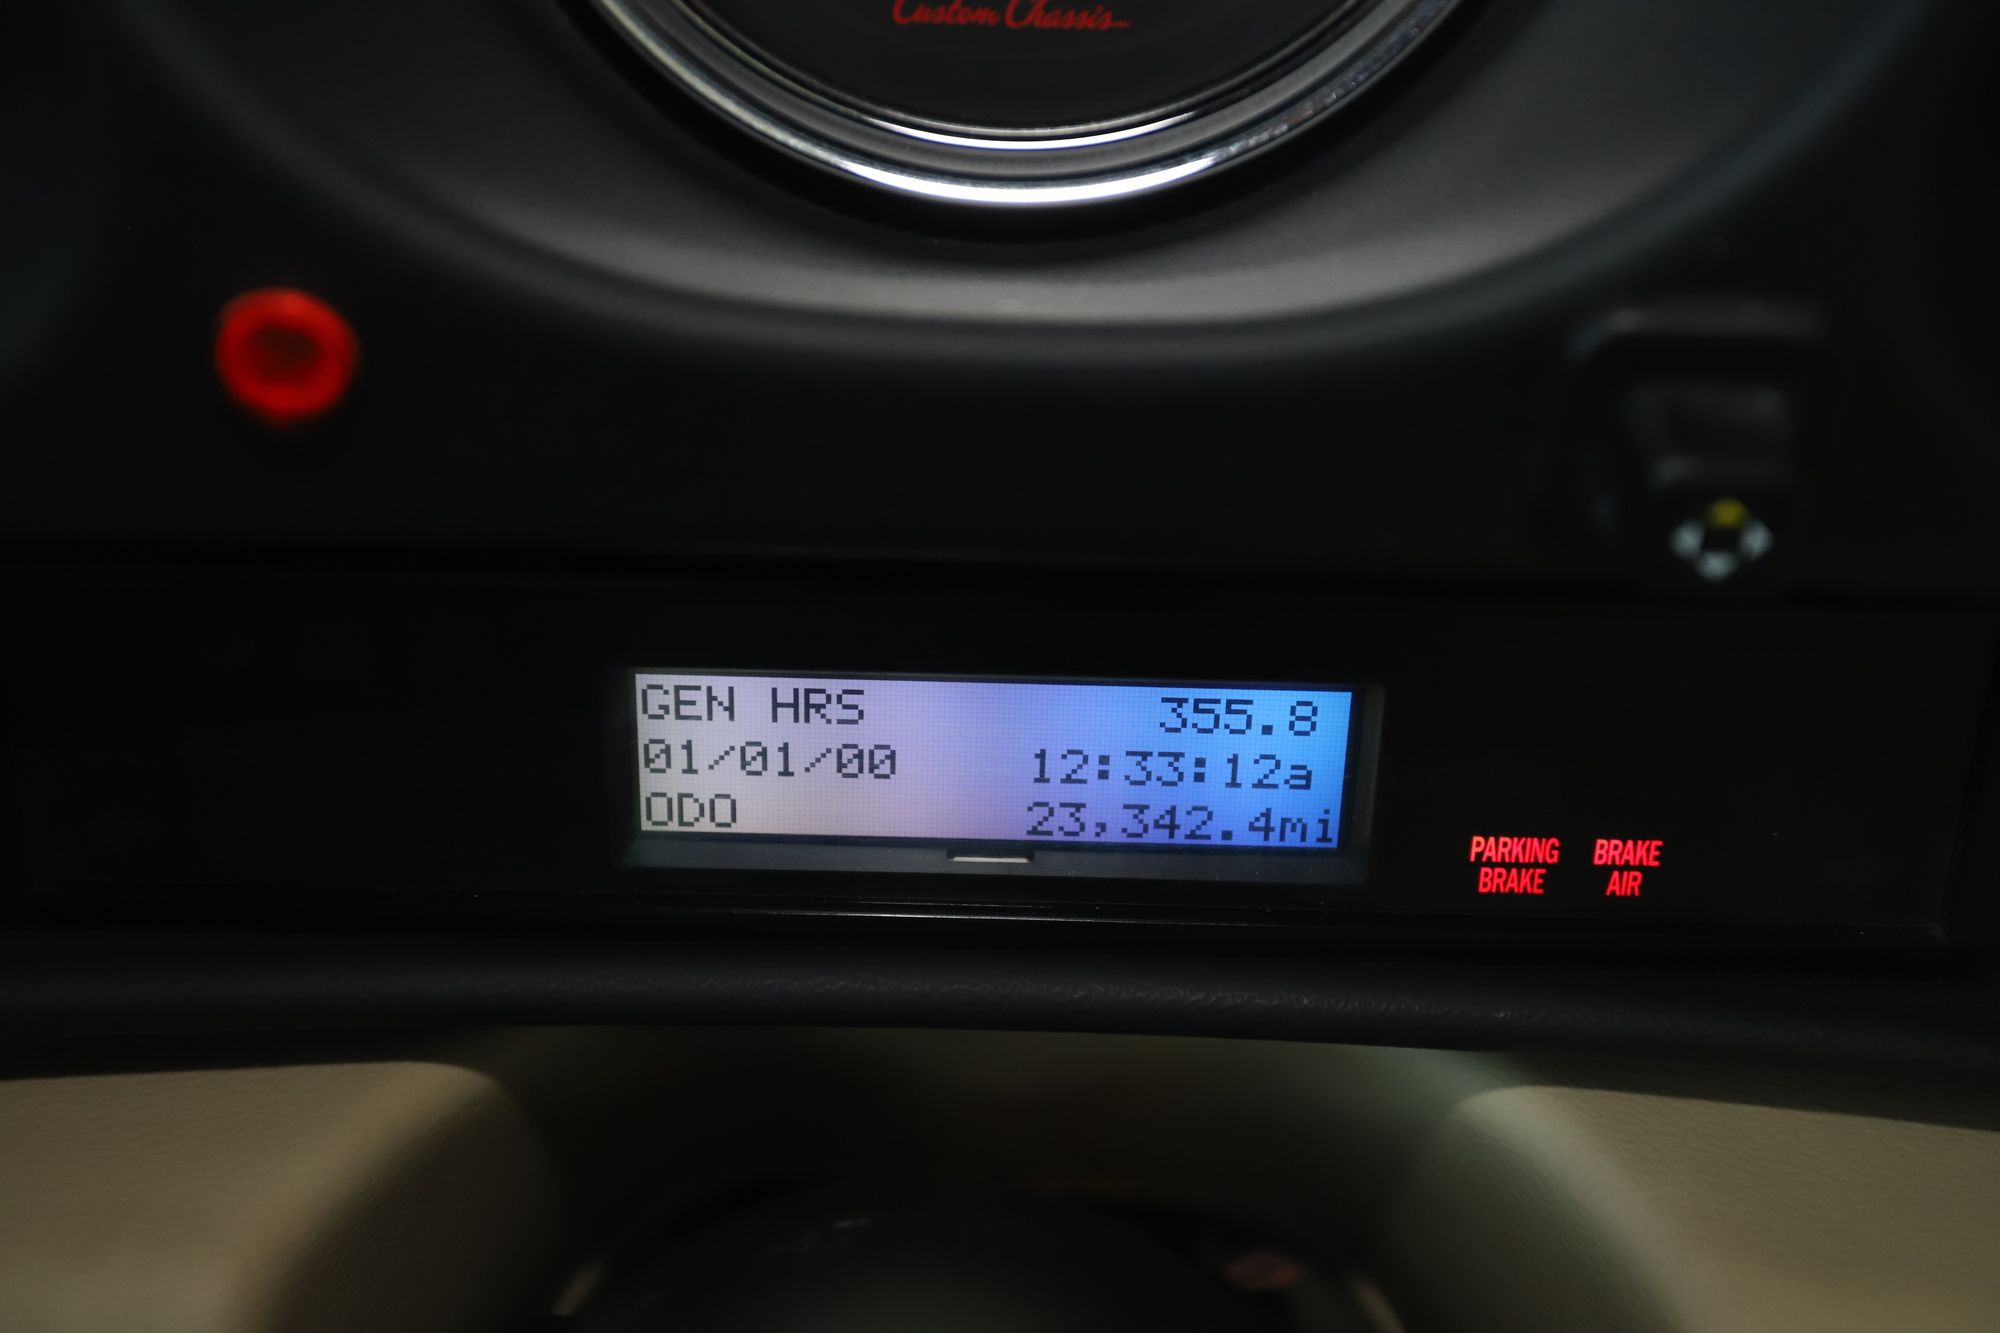 Custom Chassis
GEN HRS 355.8
01/01/00 12:33:12a
ODO 23,342.4mi
PARKING BRAKE
BRAKE AIR